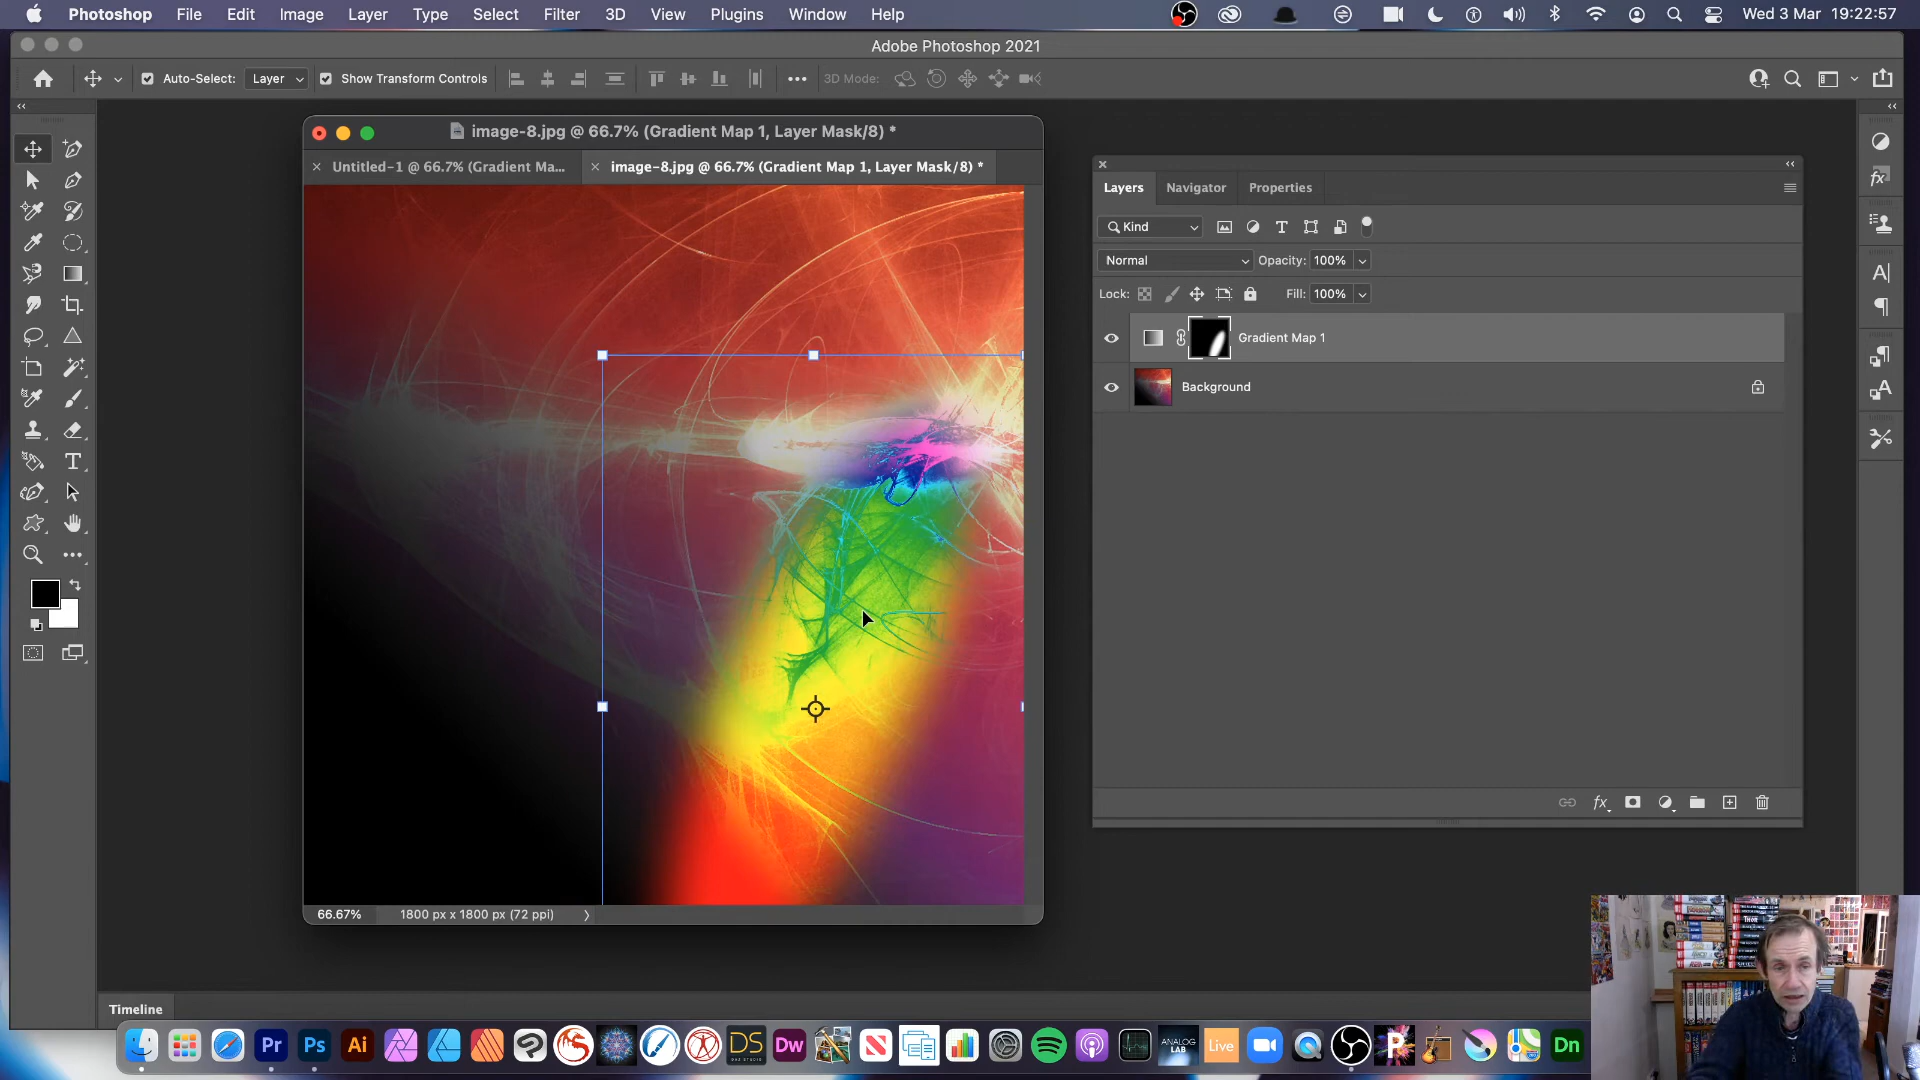 Photoshop File Edit Image Layer Type Select Filter 3D View Plugins Window Help Wed 3 Mar 19:22:57
Adobe Photoshop 2021
Auto-Select: Layer Show Transform Controls 3D Mode:
image-8.jpg @ 66.7% (Gradient Map 1, Layer Mask/8) *
Untitled-1 @ 66.7% (Gradient Ma... image-8.jpg @ 66.7% (Gradient Map 1, Layer Mask/8) *
Layers Navigator Properties
Kind
Normal Opacity: 100%
Lock: Fill: 100%
Gradient Map 1
Background
fx
66.67% 1800 px x 1800 px (72 ppi)
Timeline
Pr Ps Ai DS Dw ANALOG LAB Live P Dn